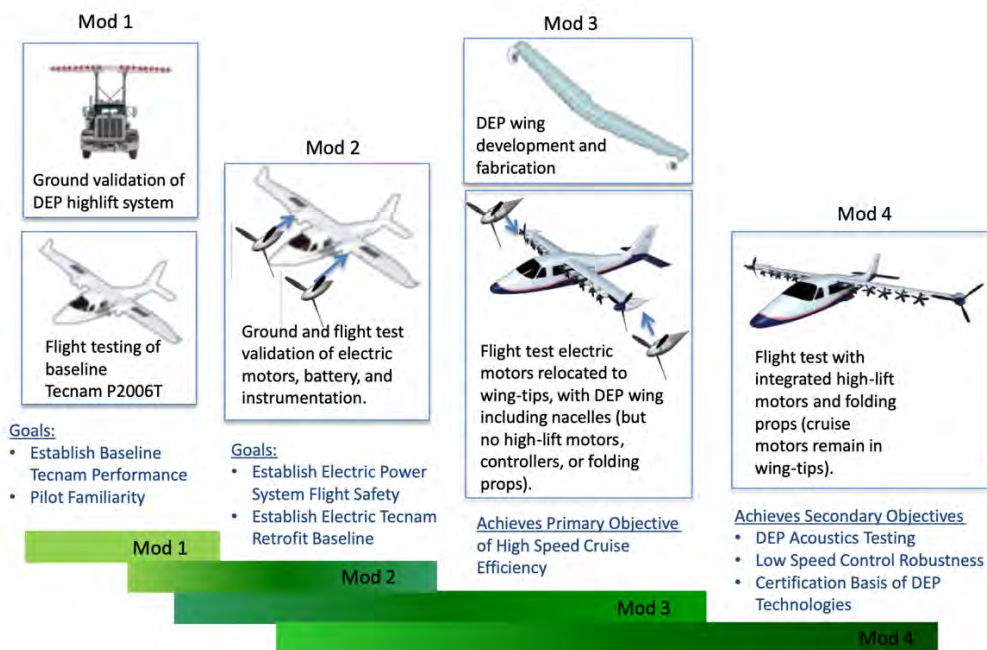 Mod 1
Ground validation of
DEP highlift system
Flight testing of
baseline
Tecnam P2006T
Goals:
• Establish Baseline
Tecnam Performance
• Pilot Familiarity
Mod 2
Ground and flight test
validation of electric
motors, battery, and
instrumentation.
Goals:
• Establish Electric Power
System Flight Safety
• Establish Electric Tecnam
Retrofit Baseline
Mod 3
DEP wing
development and
fabrication
Flight test electric
motors relocated to
wing-tips, with DEP wing
including nacelles (but
no high-lift motors,
controllers, or folding
props).
Achieves Primary Objective
of High Speed Cruise
Efficiency
Mod 4
Flight test with
integrated high-lift
motors and folding
props (cruise
motors remain in
wing-tips).
Achieves Secondary Objectives
• DEP Acoustics Testing
• Low Speed Control Robustness
• Certification Basis of DEP
Technologies
Mod 1
Mod 2
Mod 3
Mod 4